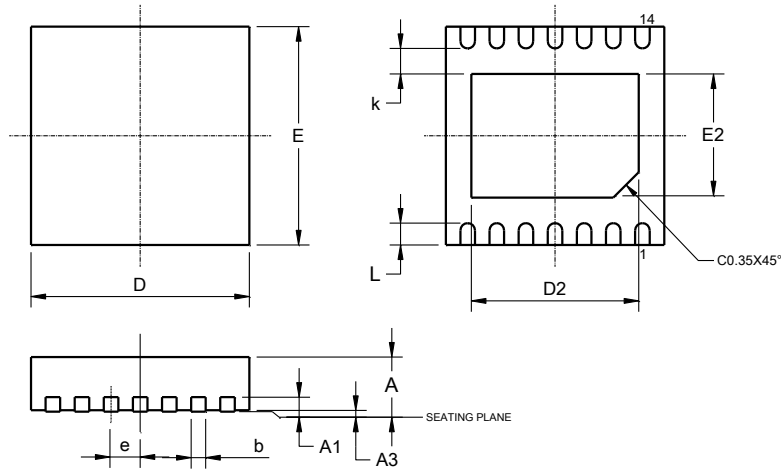 14
k
E
E2
L
1
C0.35X45°
D
D2
A
SEATING PLANE
e
b
A1
A3